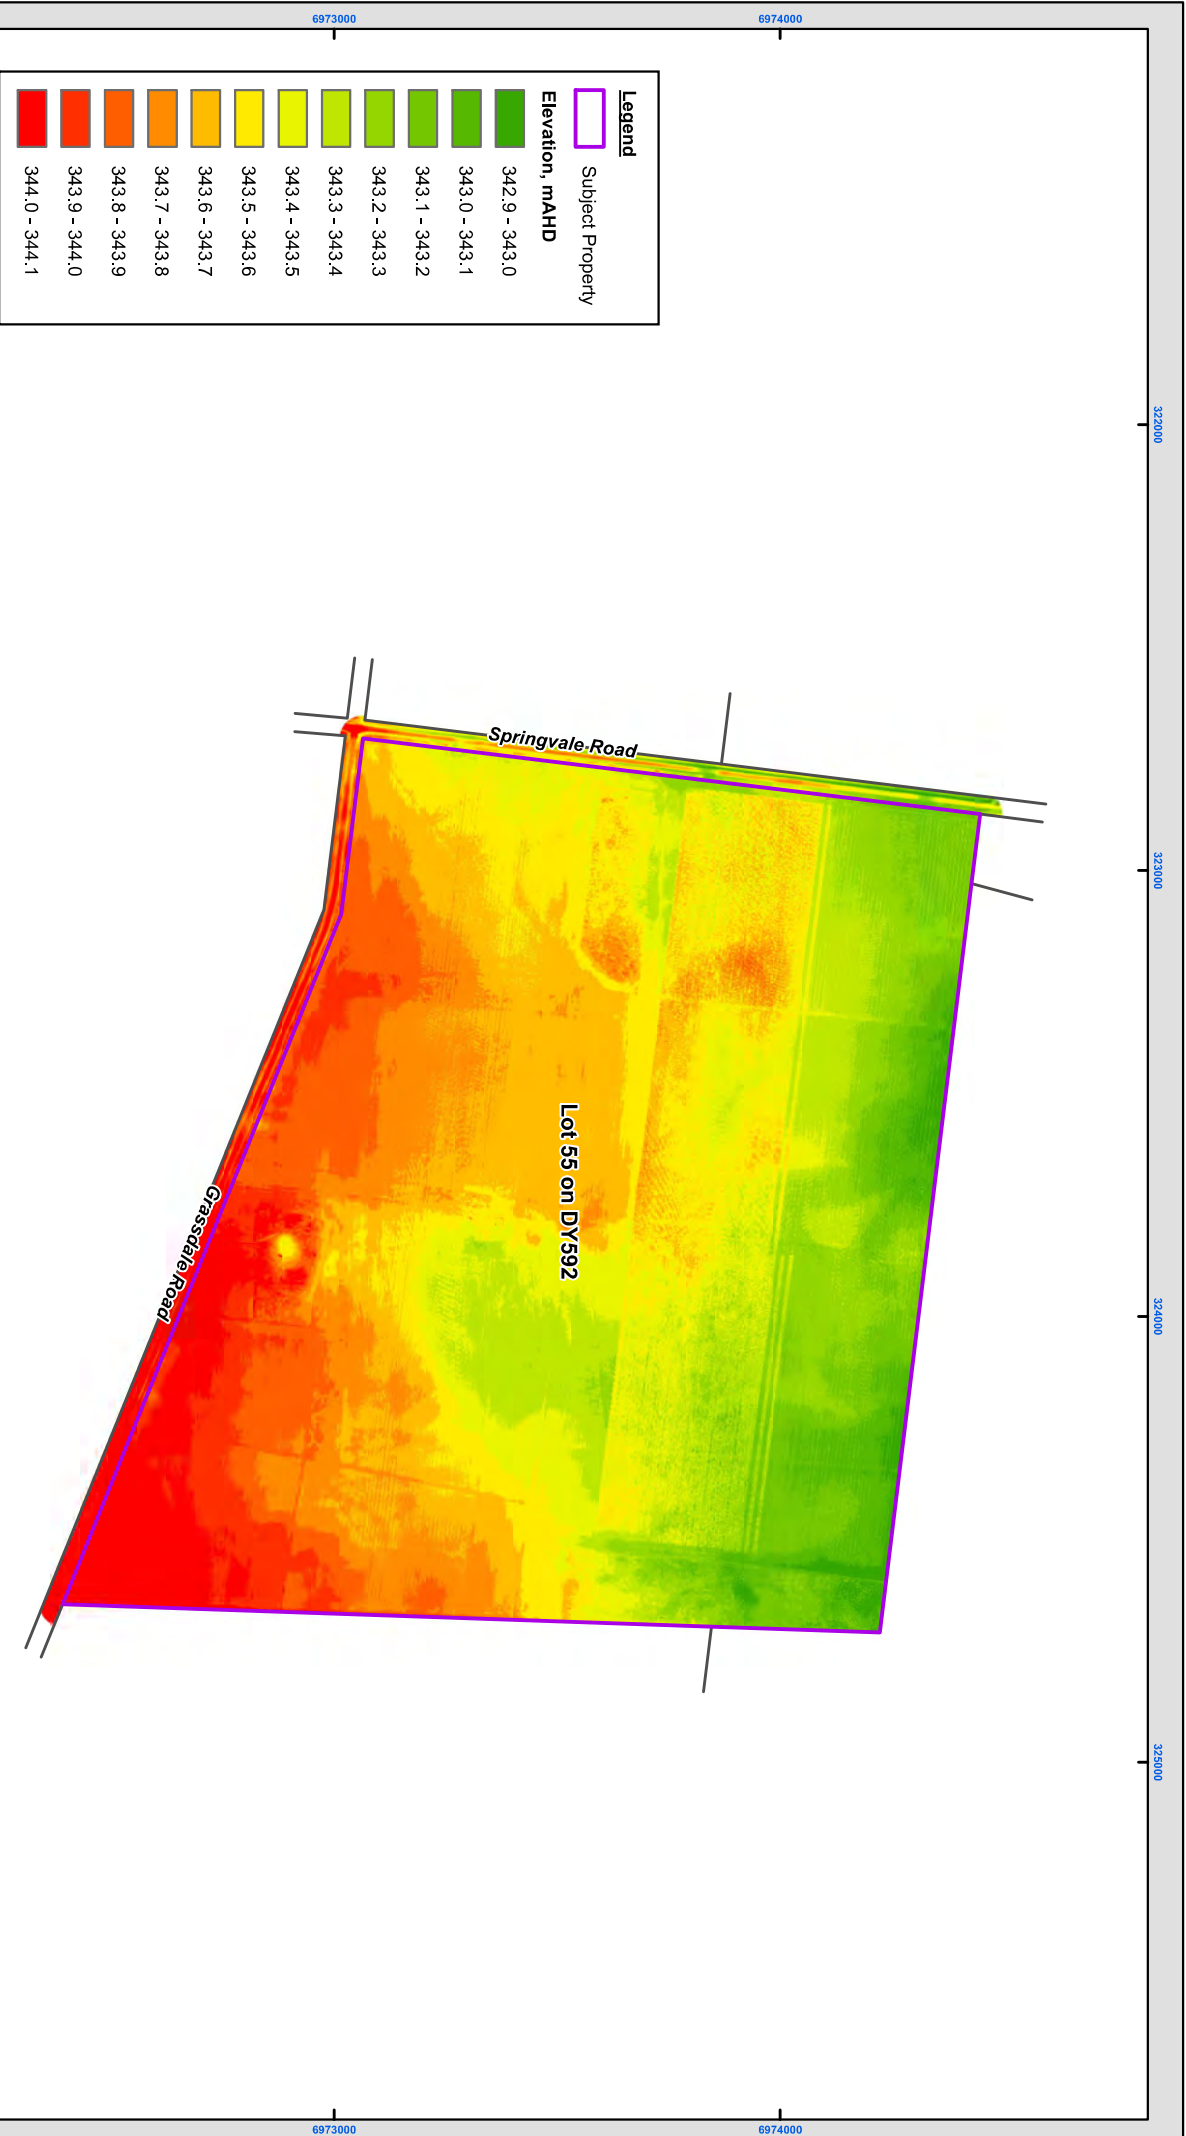 6973000
6974000
Legend
Subject Property
Elevation, mAHD
342.9 - 343.0
343.0 - 343.1
343.1 - 343.2
343.2 - 343.3
343.3 - 343.4
343.4 - 343.5
343.5 - 343.6
343.6 - 343.7
343.7 - 343.8
343.8 - 343.9
343.9 - 344.0
344.0 - 344.1
322000
323000
324000
325000
Springvale Road
Lot 55 on DY592
Grassdale Road
6973000
6974000